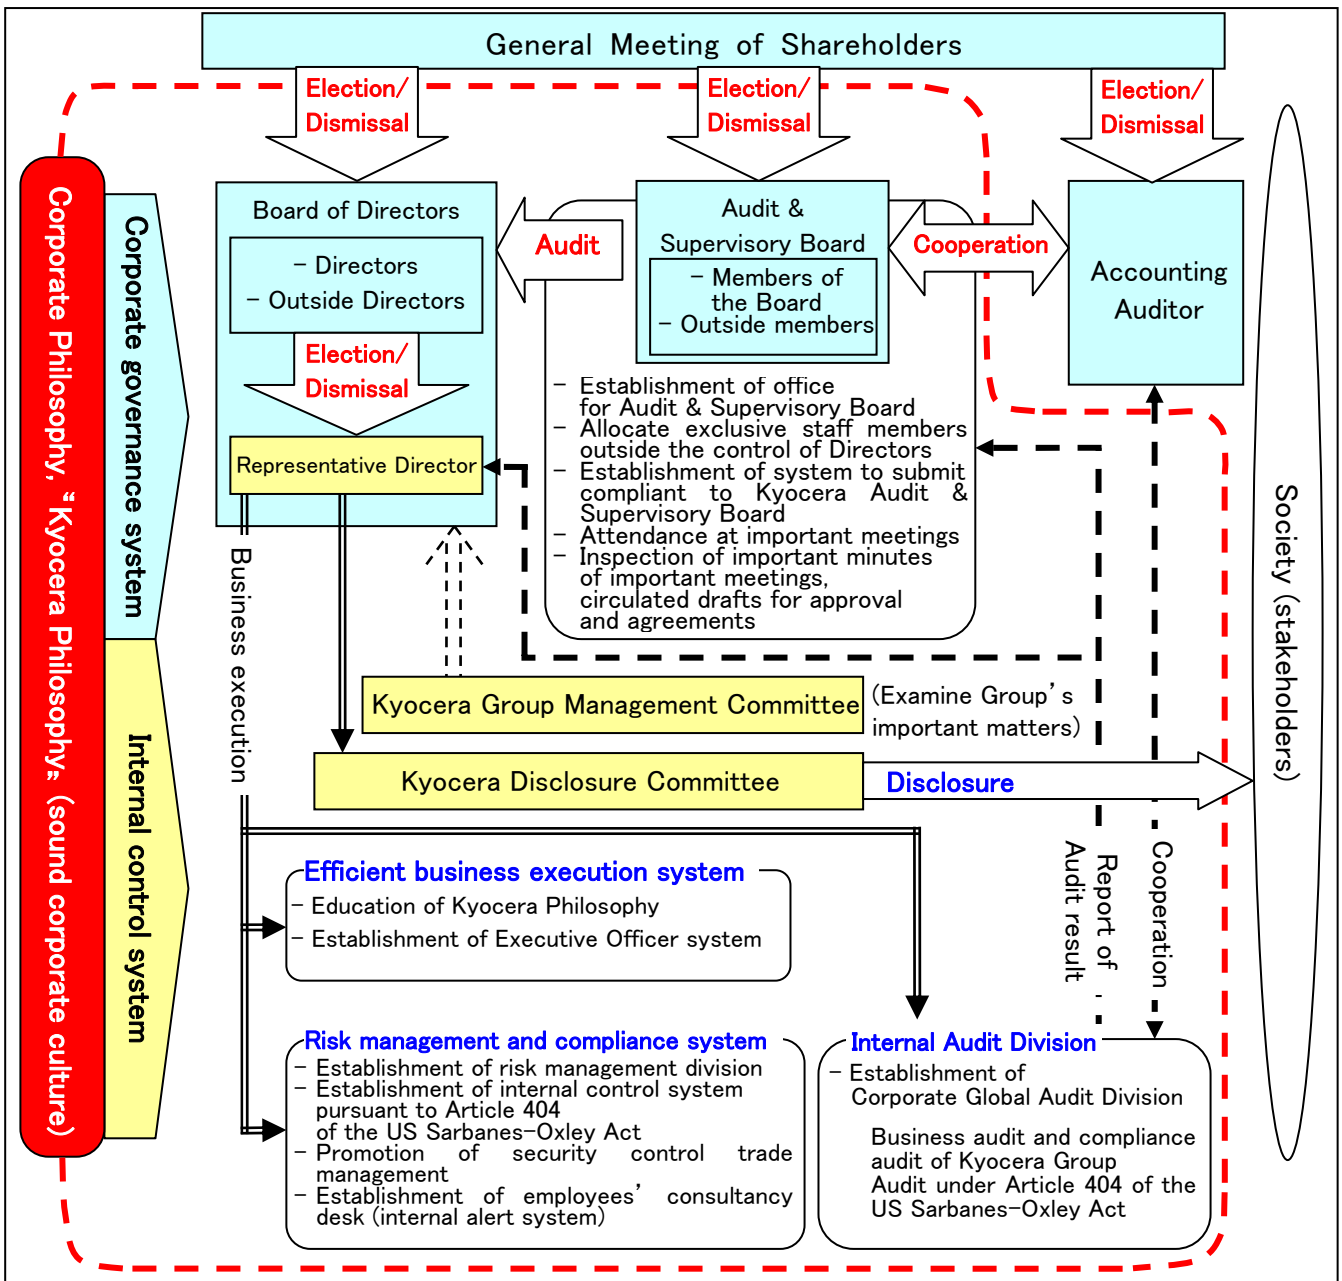 General Meeting of Shareholders
Election/
Dismissal
Election/
Dismissal
Election/
Dismissal
Corporate Philosophy, “Kyocera Philosophy” (sound corporate culture)
Corporate governance system
Internal control system
Board of Directors
- Directors
- Outside Directors
Election/
Dismissal
Representative Director
Audit
Audit &
Supervisory Board
- Members of
the Board
- Outside members
Cooperation
Accounting
Auditor
- Establishment of office
for Audit & Supervisory Board
- Allocate exclusive staff members
outside the control of Directors
- Establishment of system to submit
compliant to Kyocera Audit &
Supervisory Board
- Attendance at important meetings
- Inspection of important minutes
of important meetings,
circulated drafts for approval
and agreements
Society (stakeholders)
Business execution
Kyocera Group Management Committee
(Examine Group’s
important matters)
Kyocera Disclosure Committee
Disclosure
Report of
Audit result
Cooperation
Efficient business execution system
- Education of Kyocera Philosophy
- Establishment of Executive Officer system
Risk management and compliance system
- Establishment of risk management division
- Establishment of internal control system
pursuant to Article 404
of the US Sarbanes-Oxley Act
- Promotion of security control trade
management
- Establishment of employees’ consultancy
desk (internal alert system)
Internal Audit Division
- Establishment of
Corporate Global Audit Division
Business audit and compliance
audit of Kyocera Group
Audit under Article 404 of the
US Sarbanes-Oxley Act